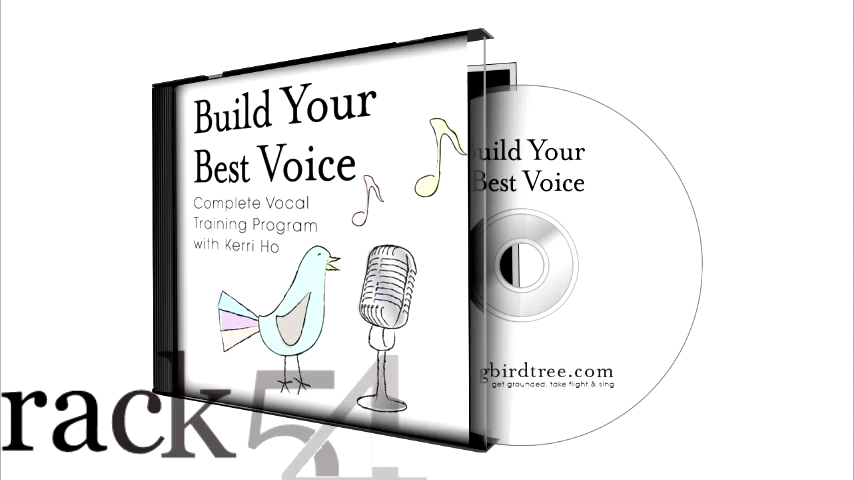 Build Your
Best Voice
Complete Vocal
Training Program
with Kerri Ho
uild Your
Best Voice
gbirdtree.com
get grounded, take flight & sing
rack 54